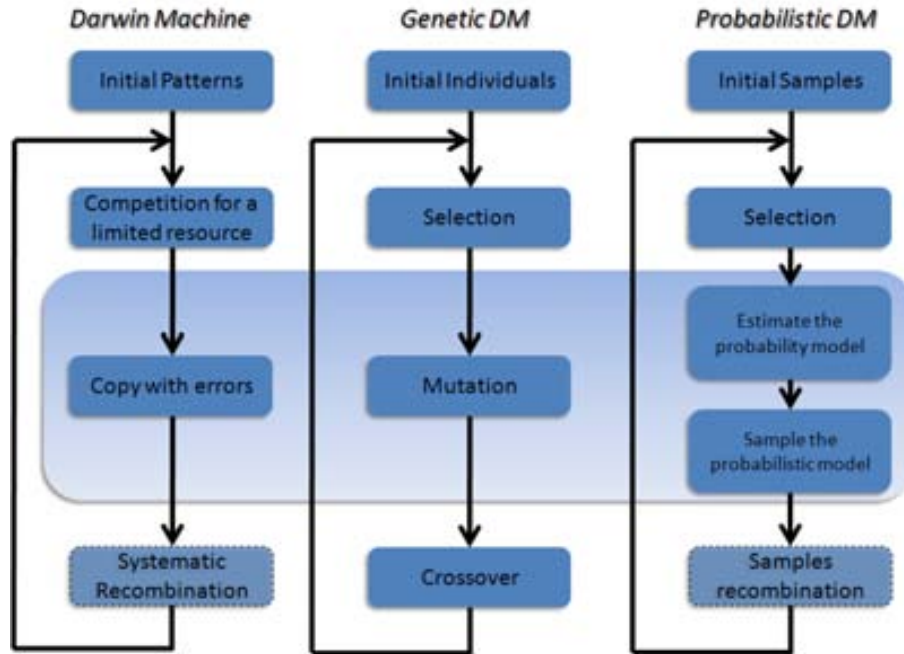 Darwin Machine
Genetic DM
Probabilistic DM
Initial Patterns
Initial Individuals
Initial Samples
Competition for a
limited resource
Selection
Selection
Estimate the
probability model
Copy with errors
Mutation
Sample the
probabilistic model
Systematic
Recombination
Crossover
Samples
recombination